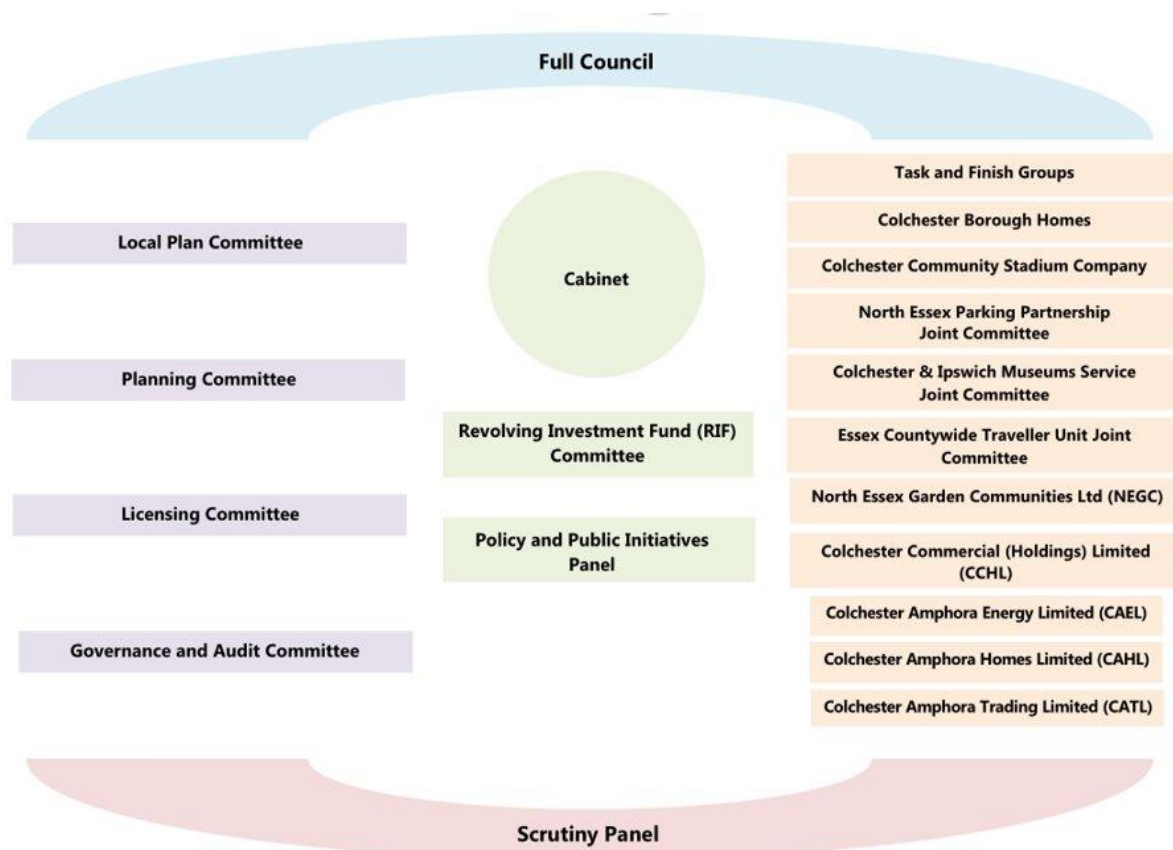 Full Council
Local Plan Committee
Planning Committee
Licensing Committee
Governance and Audit Committee
Cabinet
Revolving Investment Fund (RIF)
Committee
Policy and Public Initiatives
Panel
Task and Finish Groups
Colchester Borough Homes
Colchester Community Stadium Company
North Essex Parking Partnership
Joint Committee
Colchester & Ipswich Museums Service
Joint Committee
Essex Countywide Traveller Unit Joint
Committee
North Essex Garden Communities Ltd (NEGC)
Colchester Commercial (Holdings) Limited
(CCHL)
Colchester Amphora Energy Limited (CAEL)
Colchester Amphora Homes Limited (CAHL)
Colchester Amphora Trading Limited (CATL)
Scrutiny Panel